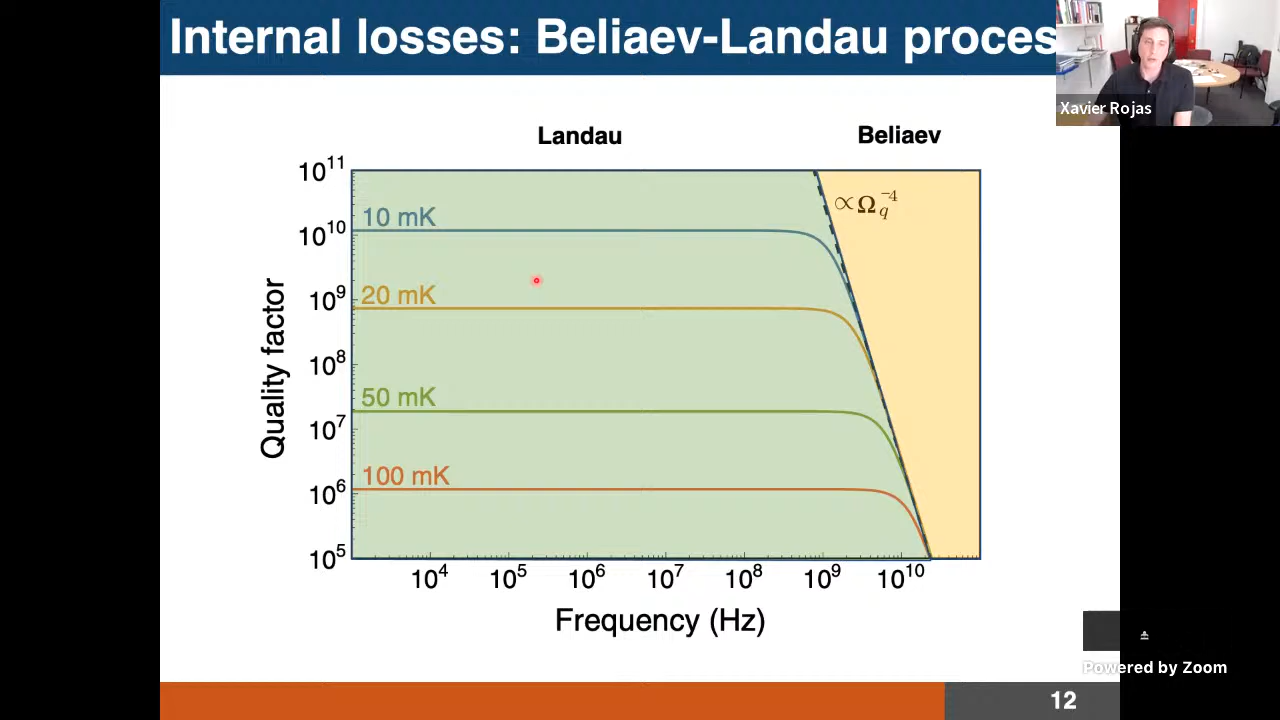 Internal losses: Beliaev-Landau proces
Xavier Rojas
Landau
Beliaev
10¹¹
10¹⁰
10⁹
10⁸
10⁷
10⁶
10⁵
10 mK
20 mK
50 mK
100 mK
∝Ω_q⁻⁴
Quality factor
10⁴ 10⁵ 10⁶ 10⁷ 10⁸ 10⁹ 10¹⁰
Frequency (Hz)
Powered by Zoom
12